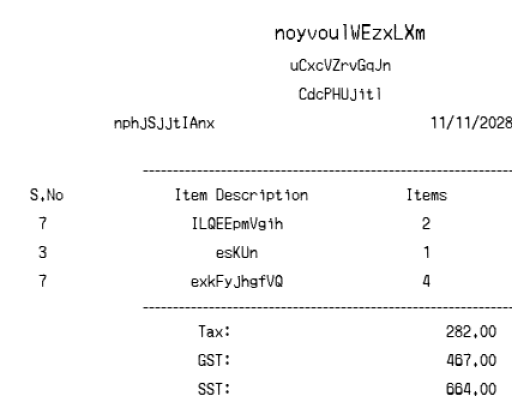 noyvoulWEzxLXm
uCxcVZrvGqJn
CdcPHUJitl
nphJSJJtIAnx 11/11/2028
S.No Item Description Items
7 ILQEEpmVgih 2
3 esKUn 1
7 exkFyJhgfVQ 4
Tax: 282.00
GST: 467.00
SST: 664.00